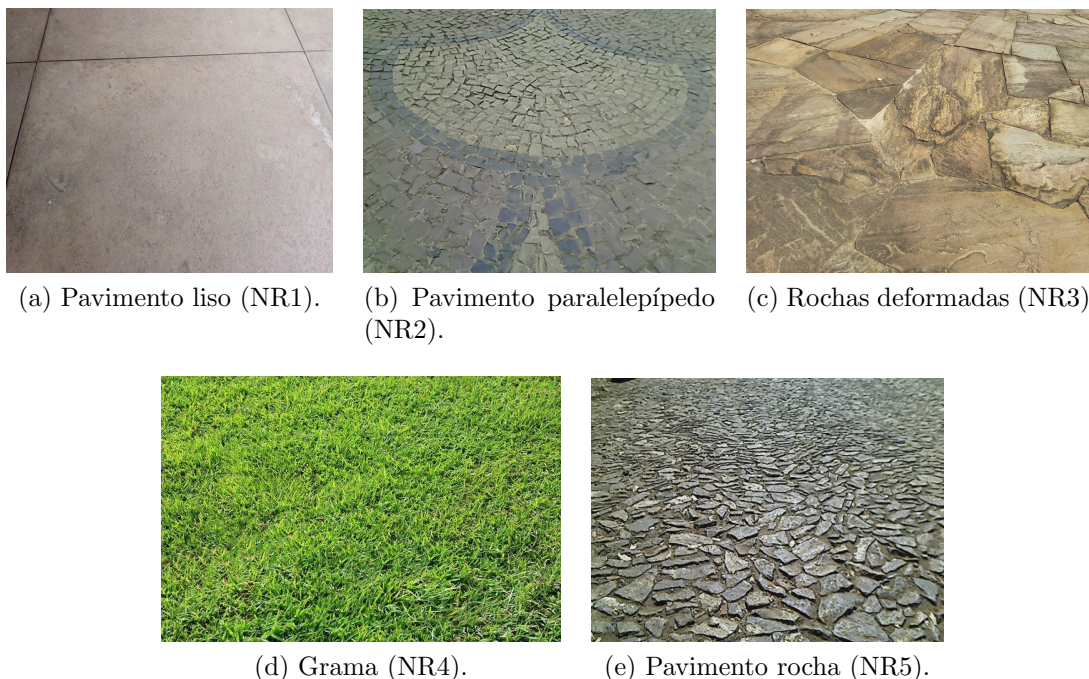 (a) Pavimento liso (NR1).
(b) Pavimento paralelepípedo
(NR2).
(c) Rochas deformadas (NR3)
(d) Grama (NR4).
(e) Pavimento rocha (NR5).